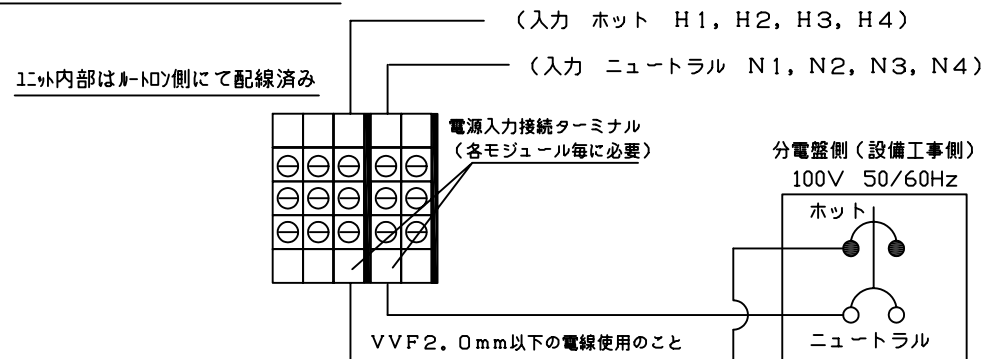 （入力 ホット H1，H2，H3，H4）
（入力 ニュートラル N1，N2，N3，N4）
ﾕﾆｯﾄ内部はﾙｰﾄﾛﾝ側にて配線済み
電源入力接続ターミナル
（各モジュール毎に必要）
分電盤側（設備工事側）
100V 50/60Hz
ホット
ニュートラル
VVF2．0mm以下の電線使用のこと